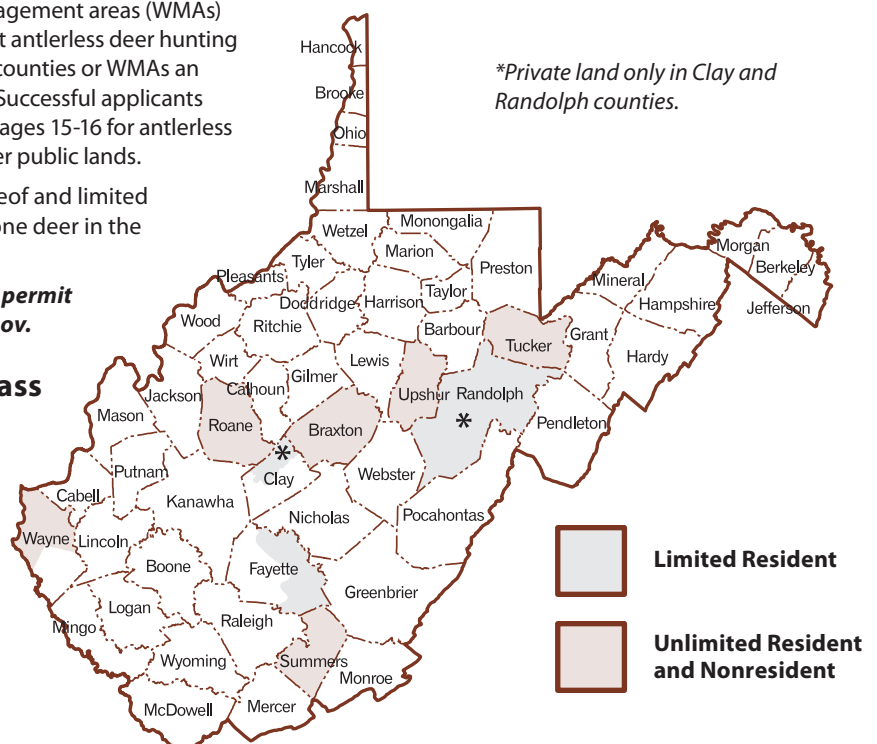 agement areas (WMAs)
t antlerless deer hunting
counties or WMAs an
Successful applicants
ages 15-16 for antlerless
er public lands.
eof and limited
one deer in the
permit
ov.
ass
*Private land only in Clay and
Randolph counties.
Hancock
Brooke
Ohio
Marshall
Wetzel
Monongalia
Marion
Preston
Tyler
Pleasants
Doddridge
Harrison
Taylor
Wood
Ritchie
Barbour
Tucker
Grant
Mineral
Hampshire
Morgan
Berkeley
Jefferson
Hardy
Wirt
Lewis
Gilmer
Calhoun
Jackson
Upshur
Randolph
*
Mason
Roane
Braxton
*
Pendleton
Putnam
Clay
Webster
Cabell
Kanawha
Nicholas
Pocahontas
Wayne
Lincoln
Boone
Fayette
Greenbrier
Logan
Raleigh
Mingo
Wyoming
Summers
Monroe
McDowell
Mercer
Limited Resident
Unlimited Resident
and Nonresident